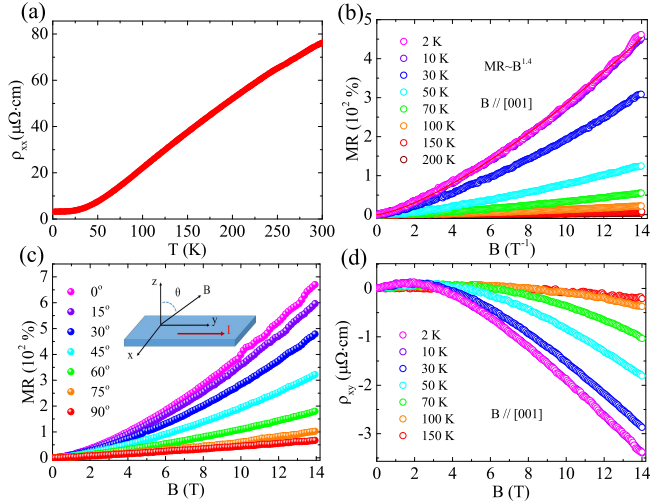 (a)
ρxx(μΩ·cm)
80
60
40
20
0
0 50 100 150 200 250 300
T (K)
(b)
MR (10² %)
5
4
3
2
1
0
2 K
10 K
30 K
50 K
70 K
100 K
150 K
200 K
MR~B^1.4
B // [001]
0 2 4 6 8 10 12 14
B (T⁻¹)
(c)
MR (10² %)
7
6
5
4
3
2
1
0
0°
15°
30°
45°
60°
75°
90°
z
θ
B
y
I
x
0 2 4 6 8 10 12 14
B (T)
(d)
ρxy (μΩ·cm)
0
-1
-2
-3
2 K
10 K
30 K
50 K
70 K
100 K
150 K
B // [001]
0 2 4 6 8 10 12 14
B (T)